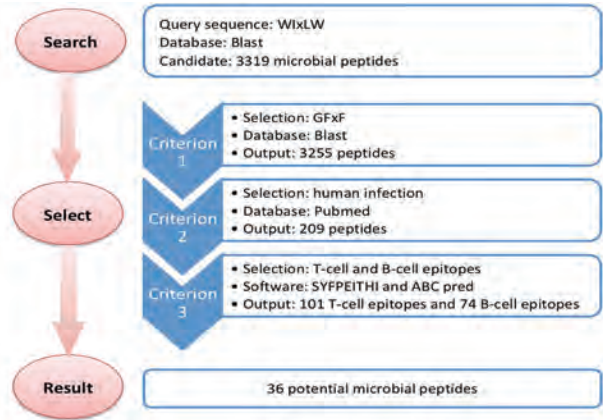 Search
Query sequence: WIxLW
Database: Blast
Candidate: 3319 microbial peptides
Criterion
1
• Selection: GFxF
• Database: Blast
• Output: 3255 peptides
Select
Criterion
2
• Selection: human infection
• Database: Pubmed
• Output: 209 peptides
Criterion
3
• Selection: T-cell and B-cell epitopes
• Software: SYFPEITHI and ABC pred
• Output: 101 T-cell epitopes and 74 B-cell epitopes
Result
36 potential microbial peptides